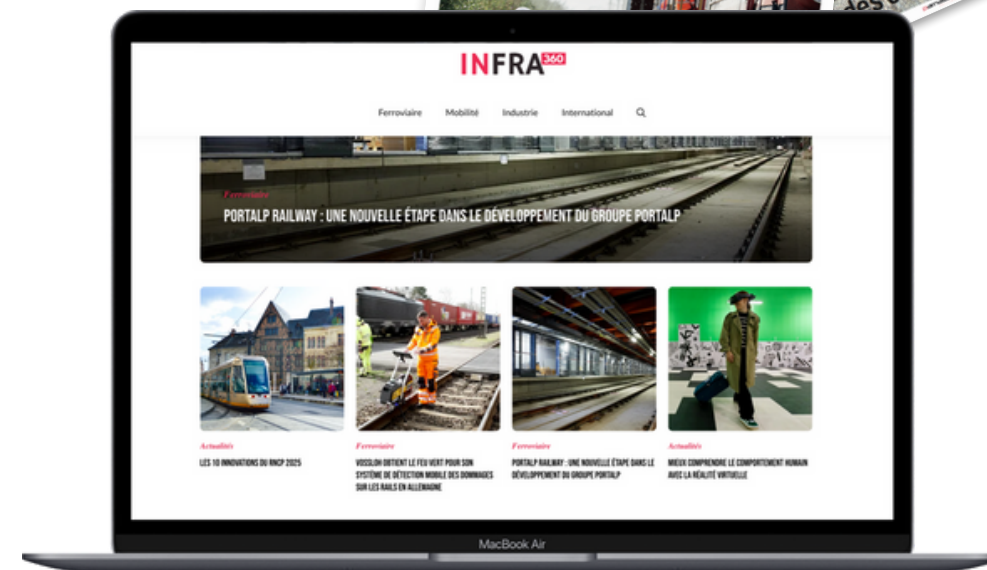 des
INFRA360
Ferroviaire Mobilité Industrie International
Ferroviaire
PORTALP RAILWAY : UNE NOUVELLE ÉTAPE DANS LE DÉVELOPPEMENT DU GROUPE PORTALP
Actualités
LES 10 INNOVATIONS DU RNCP 2025
Ferroviaire
VOSSLOH OBTIENT LE FEU VERT POUR SON
SYSTÈME DE DÉTECTION MOBILE DES DOMMAGES
SUR LES RAILS EN ALLEMAGNE
Ferroviaire
PORTALP RAILWAY : UNE NOUVELLE ÉTAPE DANS LE
DÉVELOPPEMENT DU GROUPE PORTALP
Actualités
MIEUX COMPRENDRE LE COMPORTEMENT HUMAIN
AVEC LA RÉALITÉ VIRTUELLE
MacBook Air